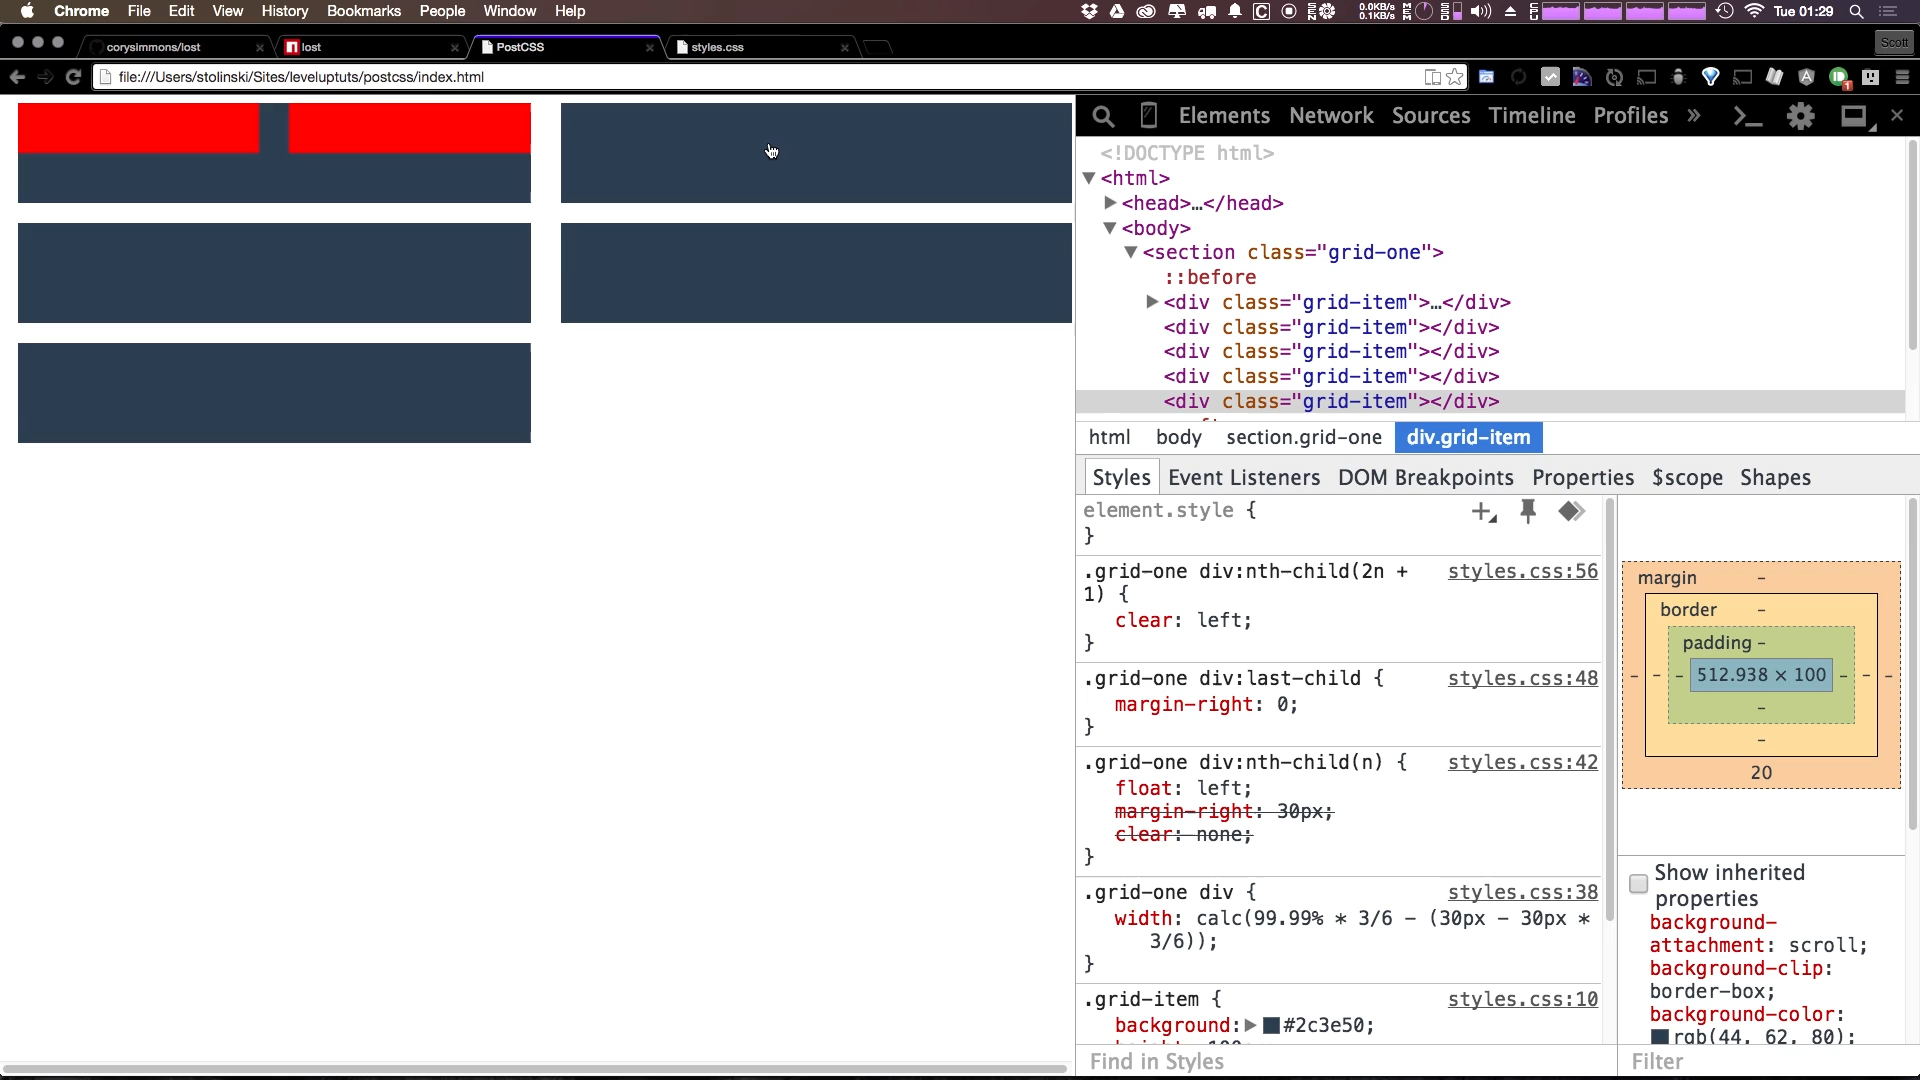 Chrome File Edit View History Bookmarks People Window Help
0.0KB/s
0.1KB/s
Tue 01:29
corysimmons/lost
lost
PostCSS
styles.css
Scott
file:///Users/stolinski/Sites/leveluptuts/postcss/index.html
Elements Network Sources Timeline Profiles »
<!DOCTYPE html>
<html>
<head>…</head>
<body>
<section class="grid-one">
::before
<div class="grid-item">…</div>
<div class="grid-item"></div>
<div class="grid-item"></div>
<div class="grid-item"></div>
<div class="grid-item"></div>
html body section.grid-one div.grid-item
Styles Event Listeners DOM Breakpoints Properties $scope Shapes
element.style {
}
.grid-one div:nth-child(2n + styles.css:56
1) {
clear: left;
}
.grid-one div:last-child { styles.css:48
margin-right: 0;
}
.grid-one div:nth-child(n) { styles.css:42
float: left;
margin-right: 30px;
clear: none;
}
.grid-one div { styles.css:38
width: calc(99.99% * 3/6 - (30px - 30px *
3/6));
}
.grid-item { styles.css:10
background: #2c3e50;
Find in Styles
margin -
border -
padding -
- - - 512.938 × 100 - - -
-
-
20
Show inherited
properties
background-
attachment: scroll;
background-clip:
border-box;
background-color:
rgb(44, 62, 80);
Filter